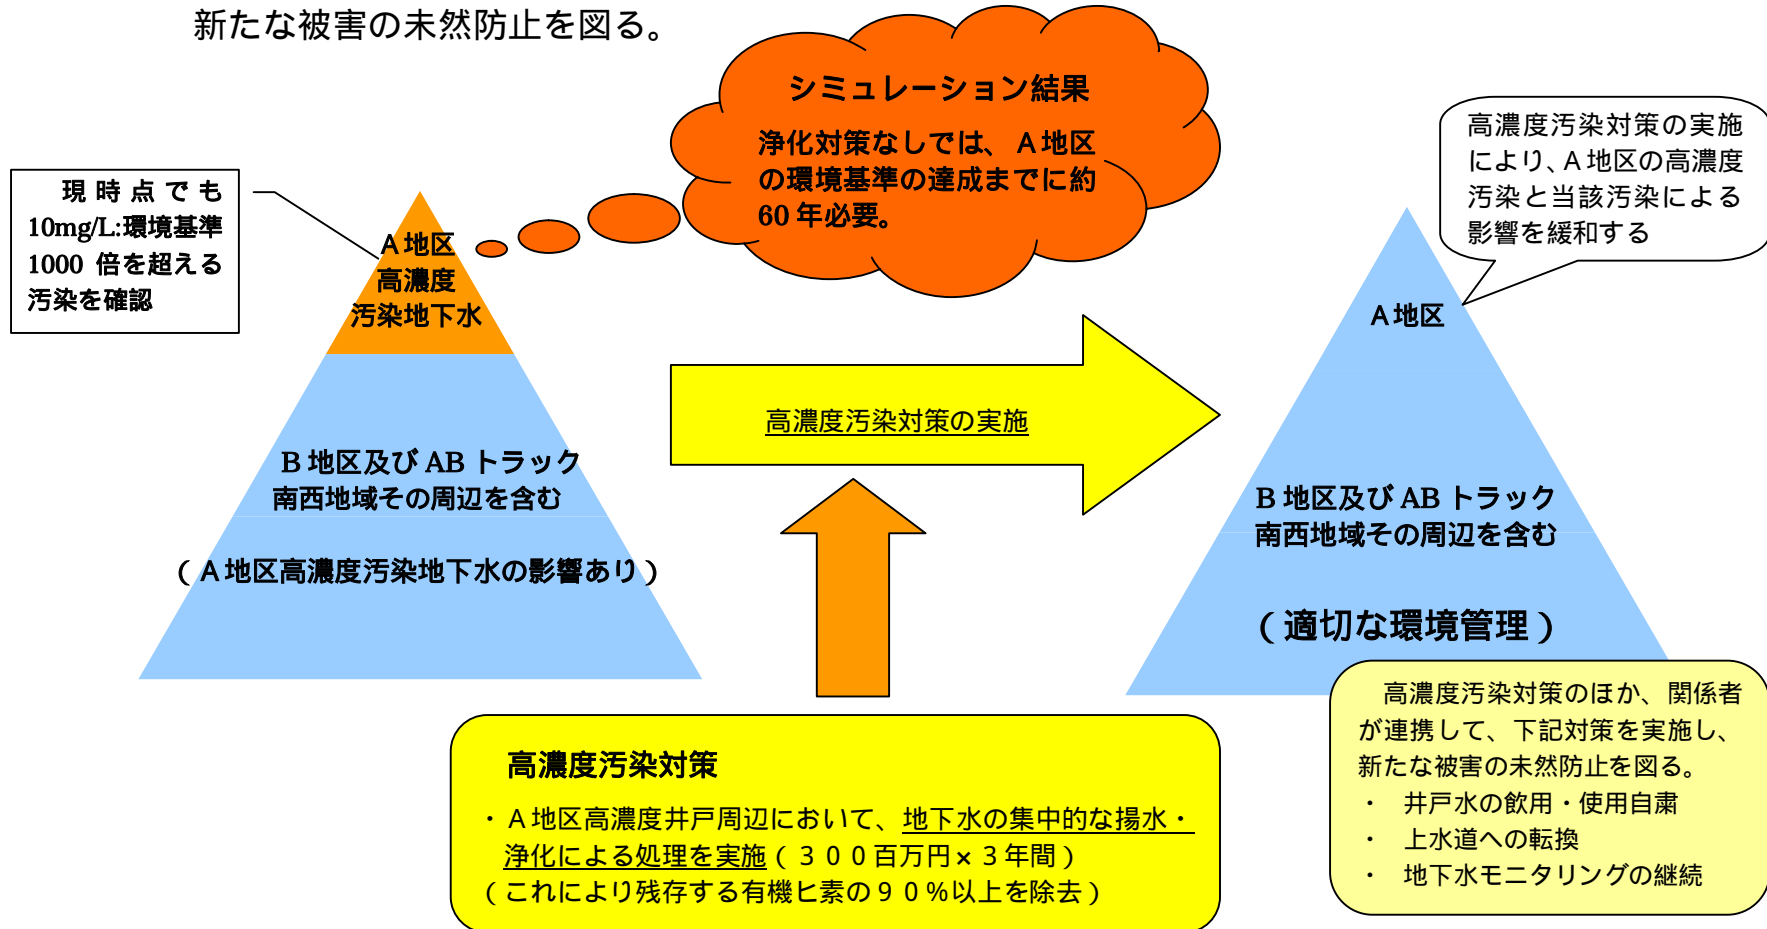 新たな被害の未然防止を図る。
シミュレーション結果
浄化対策なしでは、A地区
の環境基準の達成までに約
60年必要。
現時点でも
10mg/L:環境基準
1000 倍を超える
汚染を確認
A地区
高濃度
汚染地下水
B 地区及び AB トラック
南西地域その周辺を含む
(A地区高濃度汚染地下水の影響あり)
高濃度汚染対策の実施
高濃度汚染対策の実施
により、A地区の高濃度
汚染と当該汚染による
影響を緩和する
A地区
B 地区及び AB トラック
南西地域その周辺を含む
(適切な環境管理)
高濃度汚染対策
・A地区高濃度井戸周辺において、地下水の集中的な揚水・
浄化による処理を実施(300百万円×3年間)
(これにより残存する有機ヒ素の90%以上を除去)
高濃度汚染対策のほか、関係者
が連携して、下記対策を実施し、
新たな被害の未然防止を図る。
・ 井戸水の飲用・使用自粛
・ 上水道への転換
・ 地下水モニタリングの継続